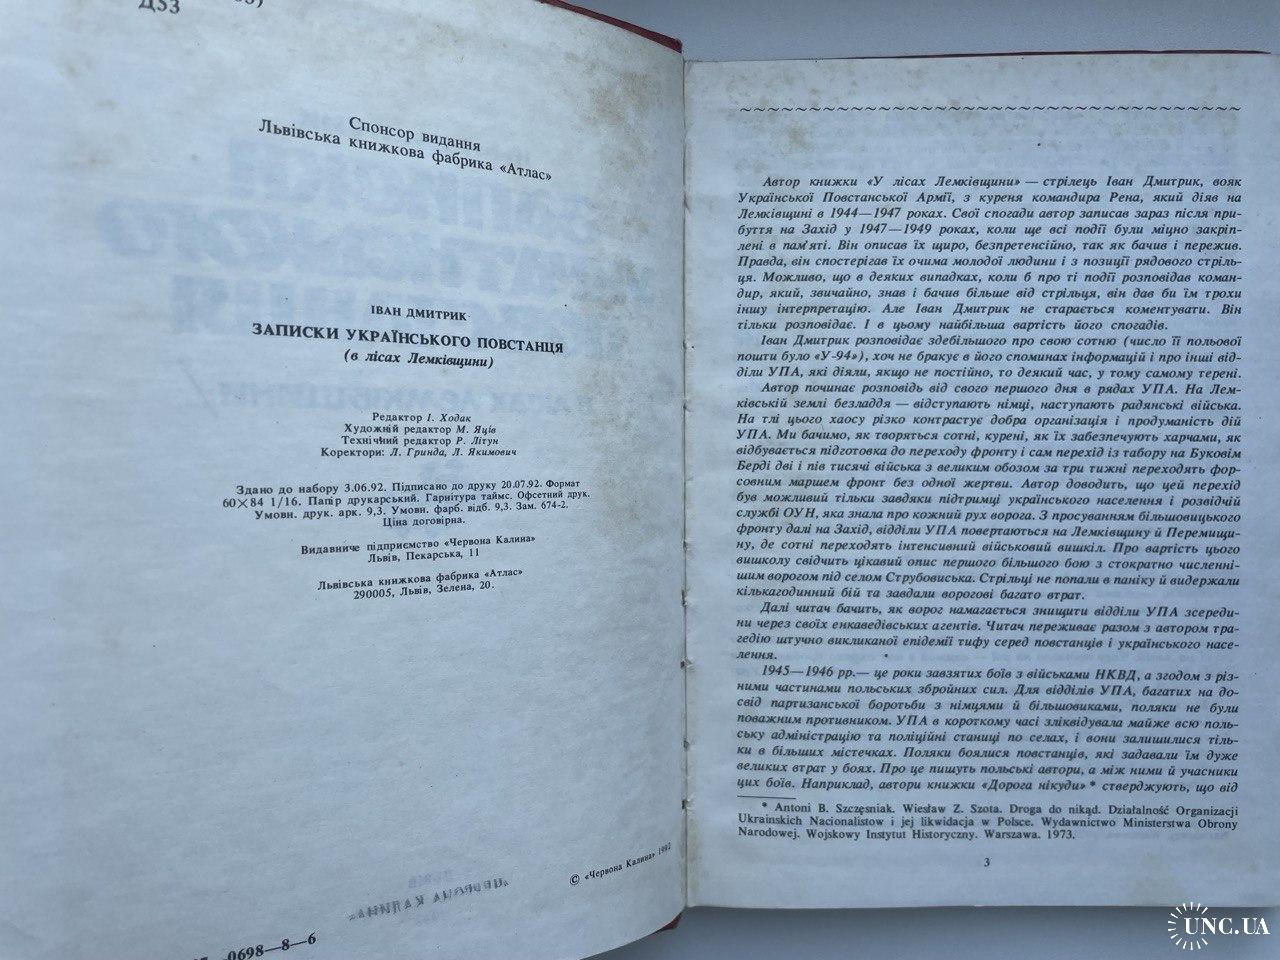 Д53
Спонсор видання
Львівська книжкова фабрика «Атлас»
ІВАН ДМИТРИК
ЗАПИСКИ УКРАЇНСЬКОГО ПОВСТАНЦЯ
(в лісах Лемківщини)
Редактор І. Ходак
Художній редактор М. Яців
Технічний редактор Р. Літун
Коректори: Л. Гринда, Л. Якимович
Здано до набору 3.06.92. Підписано до друку 20.07.92. Формат
60×84 1/16. Папір друкарський. Гарнітура таймс. Офсетний друк.
Умовн. друк. арк. 9,3. Умовн. фарб. відб. 9,3. Зам. 674-2.
Ціна договірна.
Видавниче підприємство «Червона Калина»
Львів, Пекарська, 11
Львівська книжкова фабрика «Атлас»
290005, Львів, Зелена, 20.
© «Червона Калина» 1992
0698—8—6
Автор книжки «У лісах Лемківщини» — стрілець Іван Дмитрик, вояк
Української Повстанської Армії, з куреня командира Рена, який діяв на
Лемківщині в 1944—1947 роках. Свої спогади автор записав зараз після при-
буття на Захід у 1947—1949 роках, коли ще всі події були міцно закріп-
лені в пам'яті. Він описав їх щиро, безпретенсійно, так як бачив і пережив.
Правда, він спостерігав їх очима молодої людини і з позиції рядового стріль-
ця. Можливо, що в деяких випадках, коли б про ті події розповідав коман-
дир, який, звичайно, знав і бачив більше від стрільця, він дав би їм трохи
іншу інтерпретацію. Але Іван Дмитрик не старається коментувати. Він
тільки розповідає. І в цьому найбільша вартість його спогадів.
Іван Дмитрик розповідає здебільшого про свою сотню (число її польової
пошти було «У-94»), хоч не бракує в його споминах інформацій і про інші від-
діли УПА, які діяли, якщо не постійно, то деякий час, у тому самому терені.
Автор починає розповідь від свого першого дня в рядах УПА. На Лем-
ківській землі безладдя — відступають німці, наступають радянські війська.
На тлі цього хаосу різко контрастує добра організація і продуманість дій
УПА. Ми бачимо, як творяться сотні, курені, як їх забезпечують харчами, як
відбувається підготовка до переходу фронту і сам перехід із табору на Буковім
Берді дві і пів тисячі війська з великим обозом за три тижні переходять фор-
совним маршем фронт без одної жертви. Автор доводить, що цей перехід
був можливий тільки завдяки підтримці українського населення і розвідчій
службі ОУН, яка знала про кожний рух ворога. З просуванням більшовицького
фронту далі на Захід, відділи УПА повертаються на Лемківщину й Перемищи-
ну, де сотні переходять інтенсивний військовий вишкіл. Про вартість цього
вишколу свідчить цікавий опис першого більшого бою з стократно численні-
шим ворогом під селом Струбовиська. Стрільці не попали в паніку й видержали
кількагодинний бій та завдали ворогові багато втрат.
Далі читач бачить, як ворог намагається знищити відділи УПА зсереди-
ни через своїх енкаведівських агентів. Читач переживає разом з автором тра-
гедію штучно викликаної епідемії тифу серед повстанців і українського насе-
лення.
1945—1946 рр.— це роки завзятих боїв з військами НКВД, а згодом з різ-
ними частинами польських збройних сил. Для відділів УПА, багатих на до-
свід партизанської боротьби з німцями й більшовиками, поляки не були
поважним противником. УПА в короткому часі зліквідувала майже всю поль-
ську адміністрацію та поліційні станиці по селах, і вони залишилися тіль-
ки в більших містечках. Поляки боялися повстанців, які задавали їм дуже
великих втрат у боях. Про це пишуть польські автори, а між ними й учасники
цих боїв. Наприклад, автори книжки «Дорога нікуди» * стверджують, що від
* Antoni B. Szczęsniak. Wiesław Z. Szota. Droga do nikąd. Działalność Organizacji
Ukrainskich Nacionalistow i jej likwidacja w Polsce. Wydawnictwo Ministerstwa Obrony
Narodowej. Wojskowy Instytut Historyczny. Warszawa. 1973.
3
UNC.UA